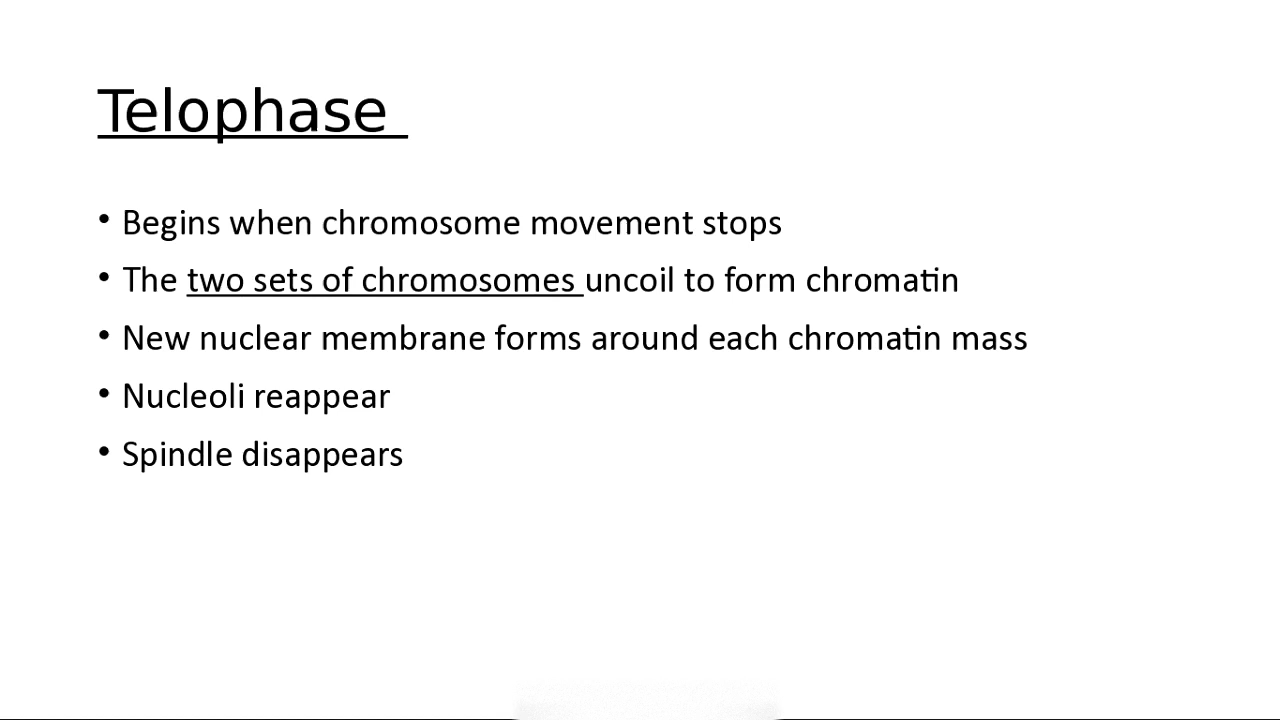 Telophase
• Begins when chromosome movement stops
• The two sets of chromosomes uncoil to form chromatin
• New nuclear membrane forms around each chromatin mass
• Nucleoli reappear
• Spindle disappears